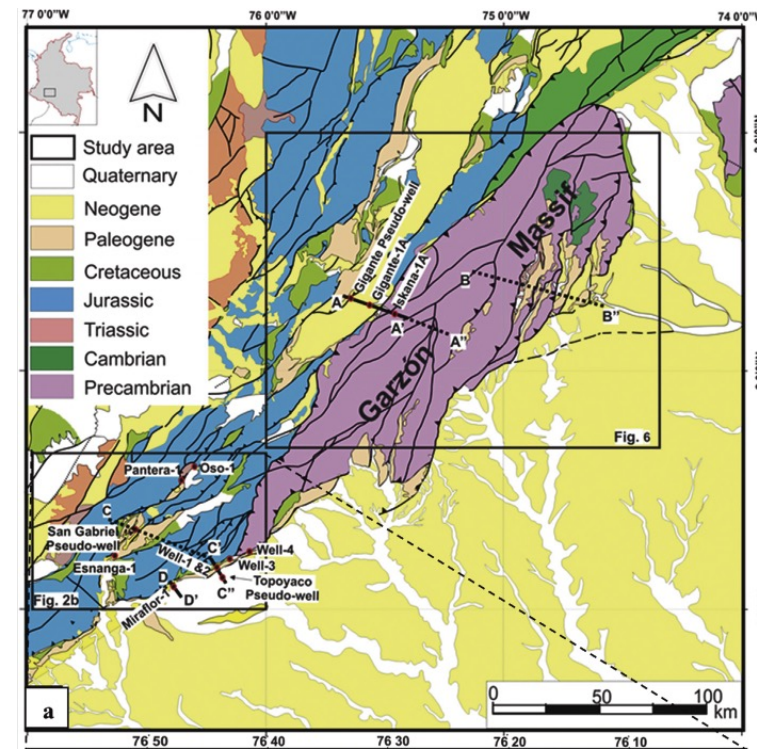 77 0'0"W
76 0'0"W
75 0'0"W
74 0'0"W
N
Study area
Quaternary
Neogene
Paleogene
Cretaceous
Jurassic
Triassic
Cambrian
Precambrian
Massif
Garzón
Gigante Pseudo-well
Gigante-1A
Iskana-1A
A
A'
A"
B
B"
Fig. 6
Pantera-1
Oso-1
C
San Gabriel
Pseudo-well
Esnanga-1
Well-1 &2
C'
Well-4
Well-3
Topoyaco
Pseudo-well
C"
D
D'
Miraflor-1
Fig. 2b
a
0 50 100
km
76 50
76 40
76 30
76 20
76 10